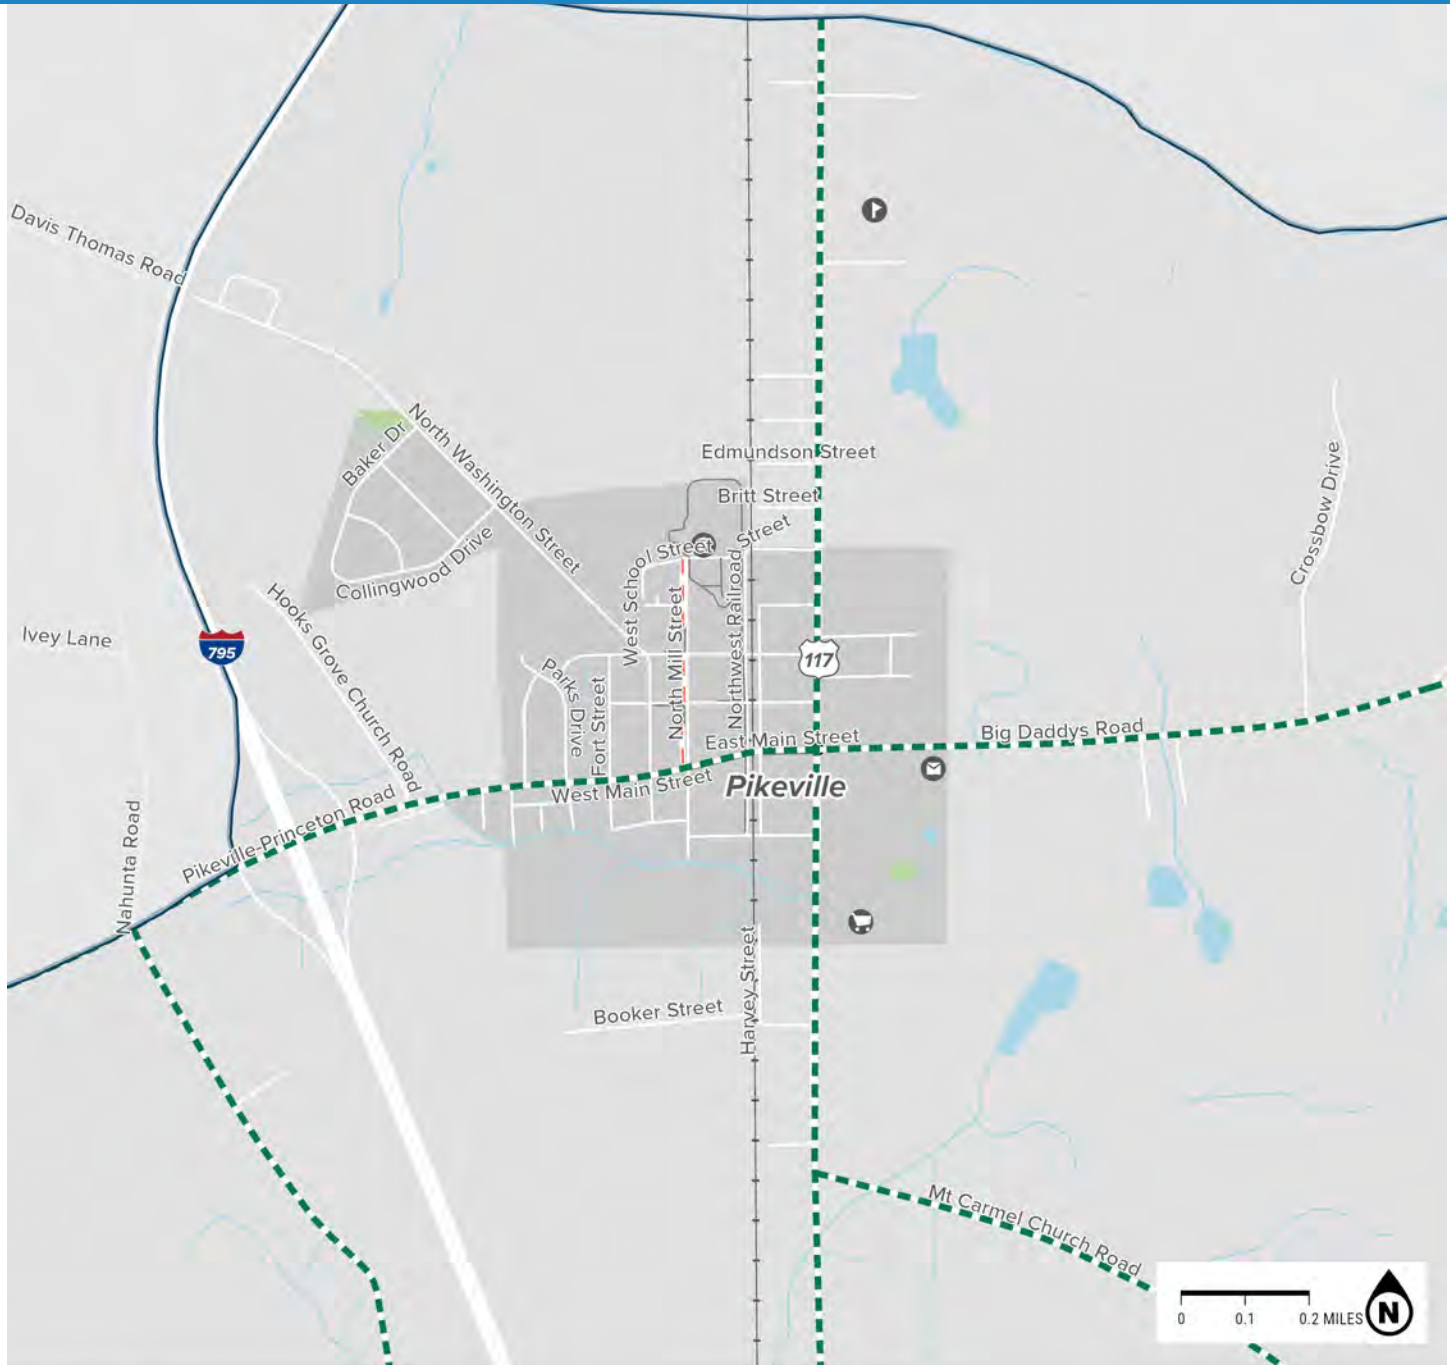 Davis Thomas Road
North Washington Street
Baker Dr
Edmundson Street
Britt Street
Street
West School Street
Collingwood Drive
Crossbow Drive
Hooks Grove Church Road
Ivey Lane
795
North Mill Street
Northwest Railroad
117
Parks Drive
Fort Street
East Main Street
Big Daddys Road
West Main Street
Pikeville
Pikeville-Princeton Road
Nahunta Road
Harvey Street
Booker Street
Mt Carmel Church Road
0 0.1 0.2 MILES
N